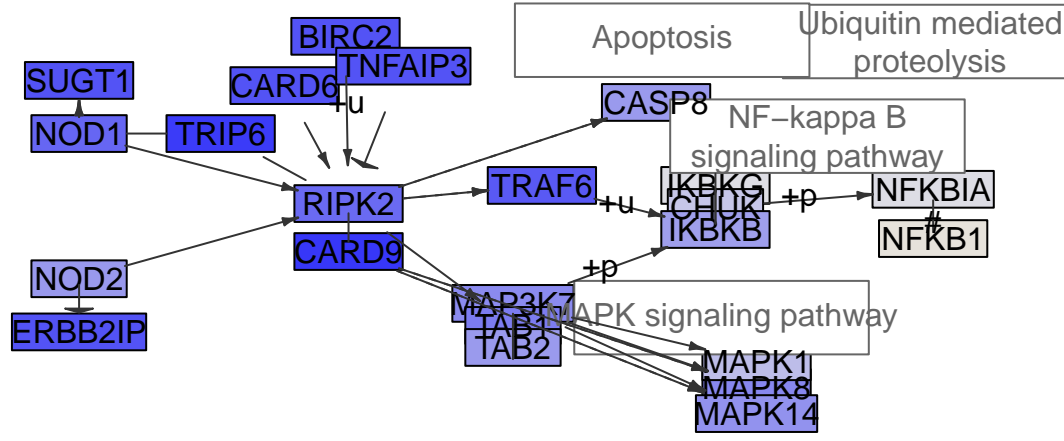 BIRC2
Apoptosis
Ubiquitin mediated
proteolysis
TNFAIP3
SUGT1
CARD6
+u
CASP8
NOD1
TRIP6
NF−kappa B
signaling pathway
RIPK2
TRAF6
+u
IKBKG
CHUK
IKBKB
+p
NFKBIA
#
NFKB1
CARD9
NOD2
+p
ERBB2IP
MAP3K7
TAB1
TAB2
MAPK signaling pathway
MAPK1
MAPK8
MAPK14